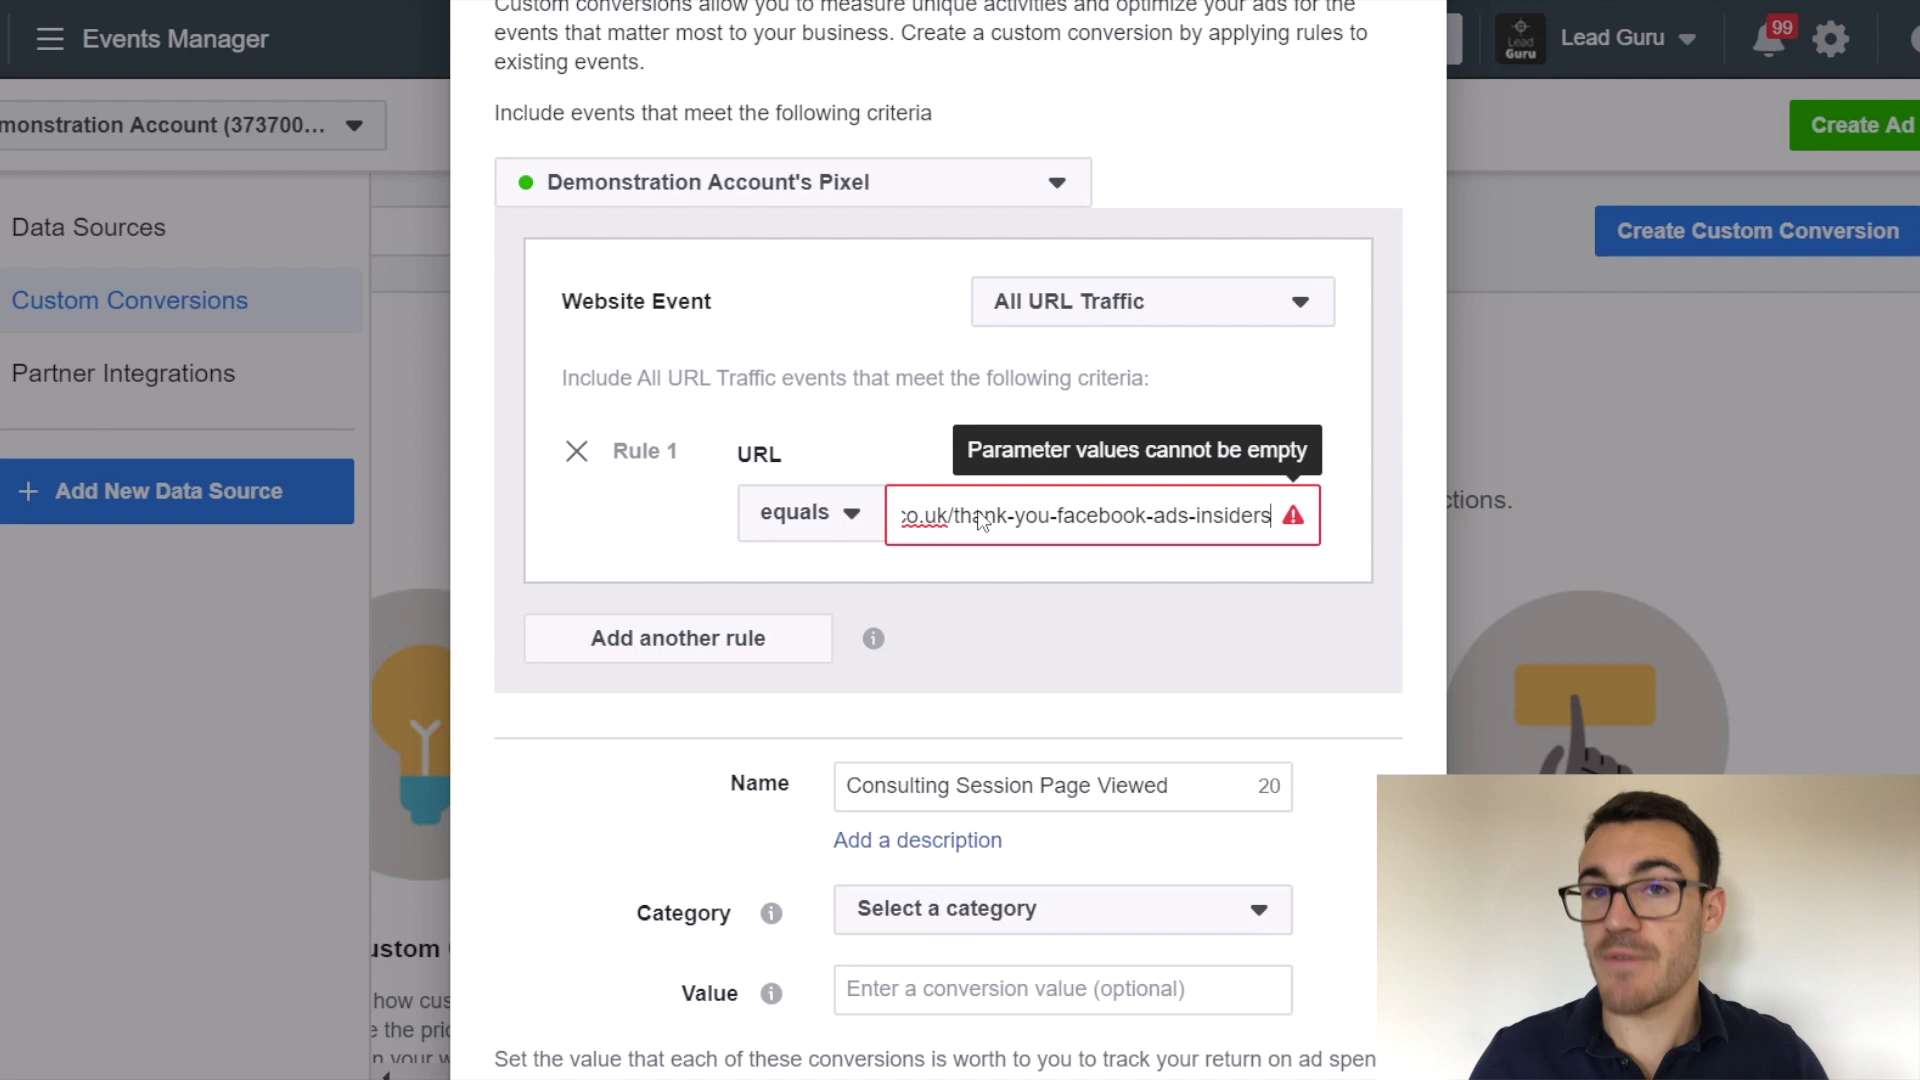 Custom conversions allow you to measure unique activities and optimize your ads for the
events that matter most to your business. Create a custom conversion by applying rules to
existing events.
Events Manager
Lead Guru
Lead Guru
99
Include events that meet the following criteria
monstration Account (373700...
Create Ad
Demonstration Account's Pixel
Data Sources
Create Custom Conversion
Custom Conversions
Website Event
All URL Traffic
Partner Integrations
Include All URL Traffic events that meet the following criteria:
Rule 1
URL
Parameter values cannot be empty
+ Add New Data Source
equals
co.uk/thank-you-facebook-ads-insiders
ctions.
Add another rule
Name
Consulting Session Page Viewed
20
Add a description
Category
Select a category
ustom
Value
Enter a conversion value (optional)
how cus
e the pric
n your w
Set the value that each of these conversions is worth to you to track your return on ad spen